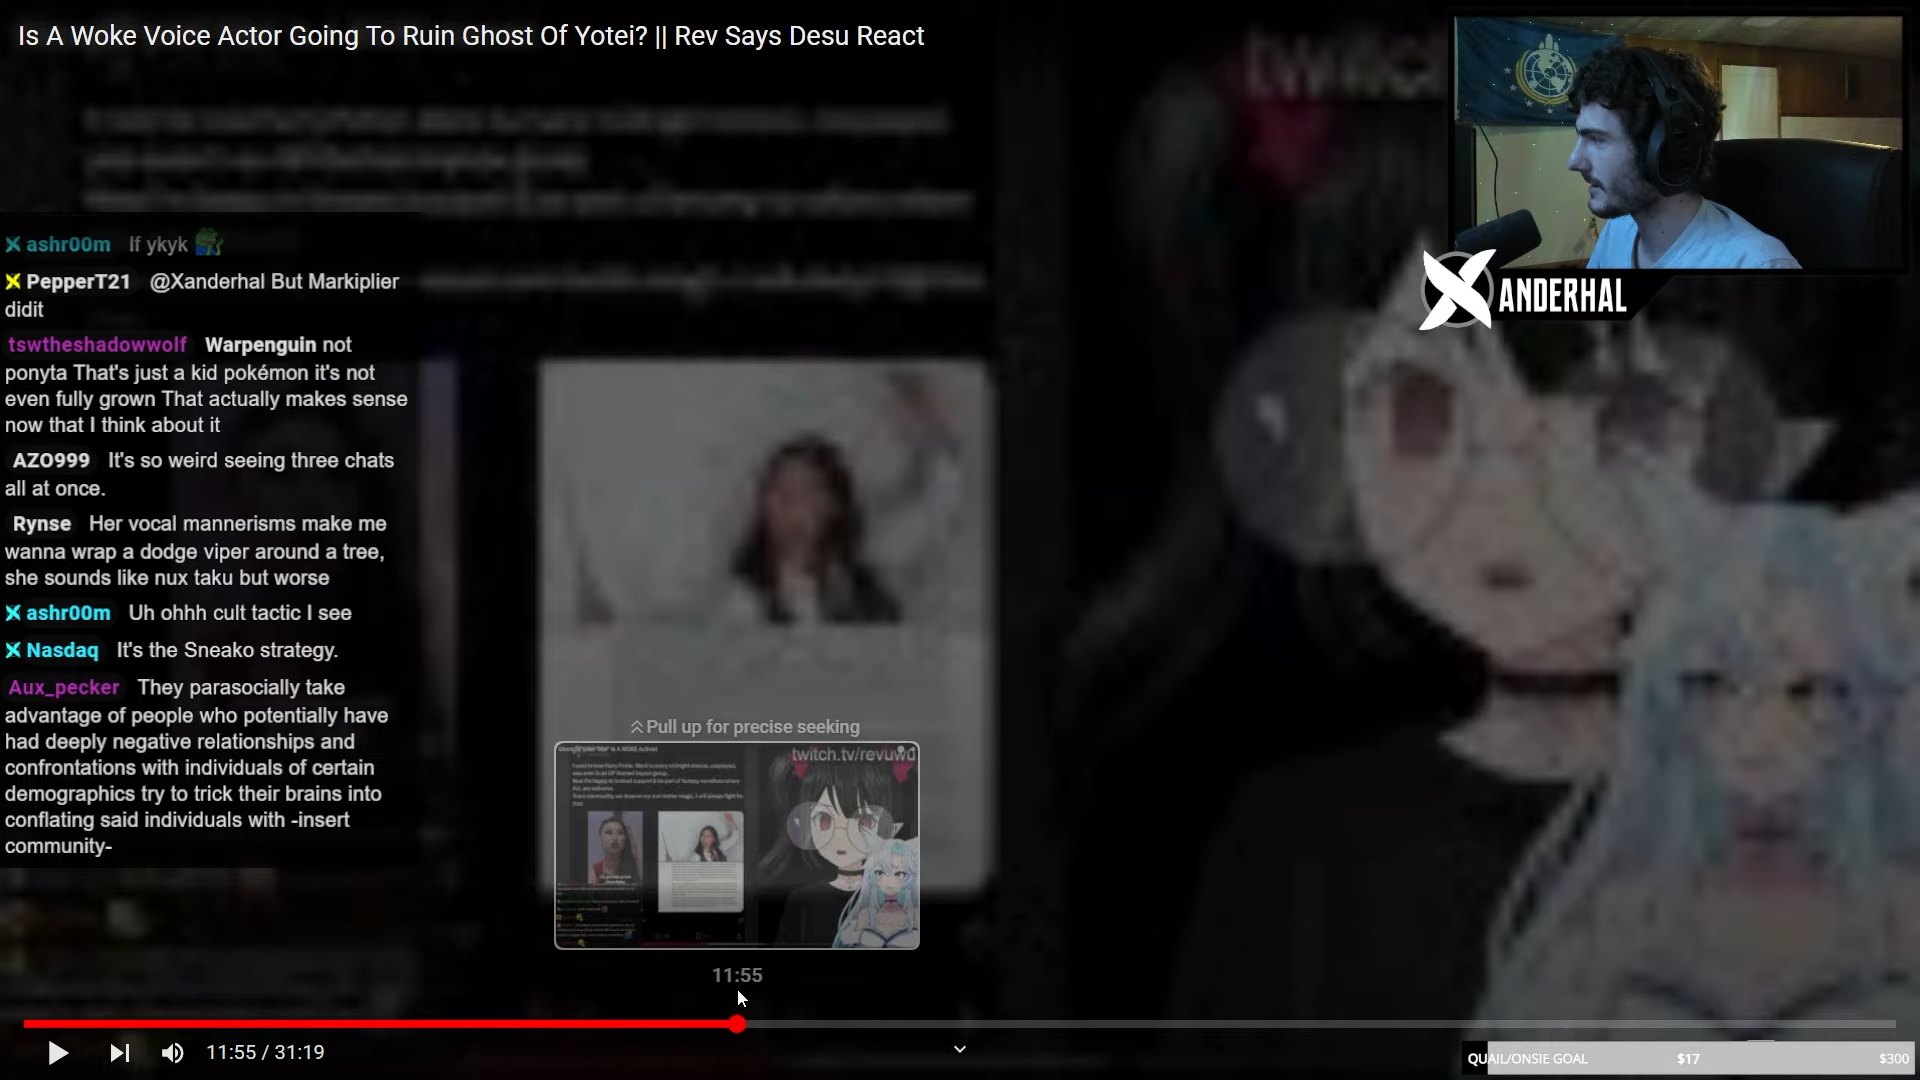 Is A Woke Voice Actor Going To Ruin Ghost Of Yotei? || Rev Says Desu React
ANDERHAL
ashr00m If ykyk
PepperT21 @Xanderhal But Markiplier
didit
tswtheshadowwolf Warpenguin not
ponyta That's just a kid pokémon it's not
even fully grown That actually makes sense
now that I think about it
AZO999 It's so weird seeing three chats
all at once.
Rynse Her vocal mannerisms make me
wanna wrap a dodge viper around a tree,
she sounds like nux taku but worse
ashr00m Uh ohhh cult tactic I see
Nasdaq It's the Sneako strategy.
Aux_pecker They parasocially take
advantage of people who potentially have
had deeply negative relationships and
confrontations with individuals of certain
demographics try to trick their brains into
conflating said individuals with -insert
community-
Pull up for precise seeking
twitch.tv/revuwu
11:55
11:55 / 31:19
QUAIL/ONSIE GOAL $17 $300